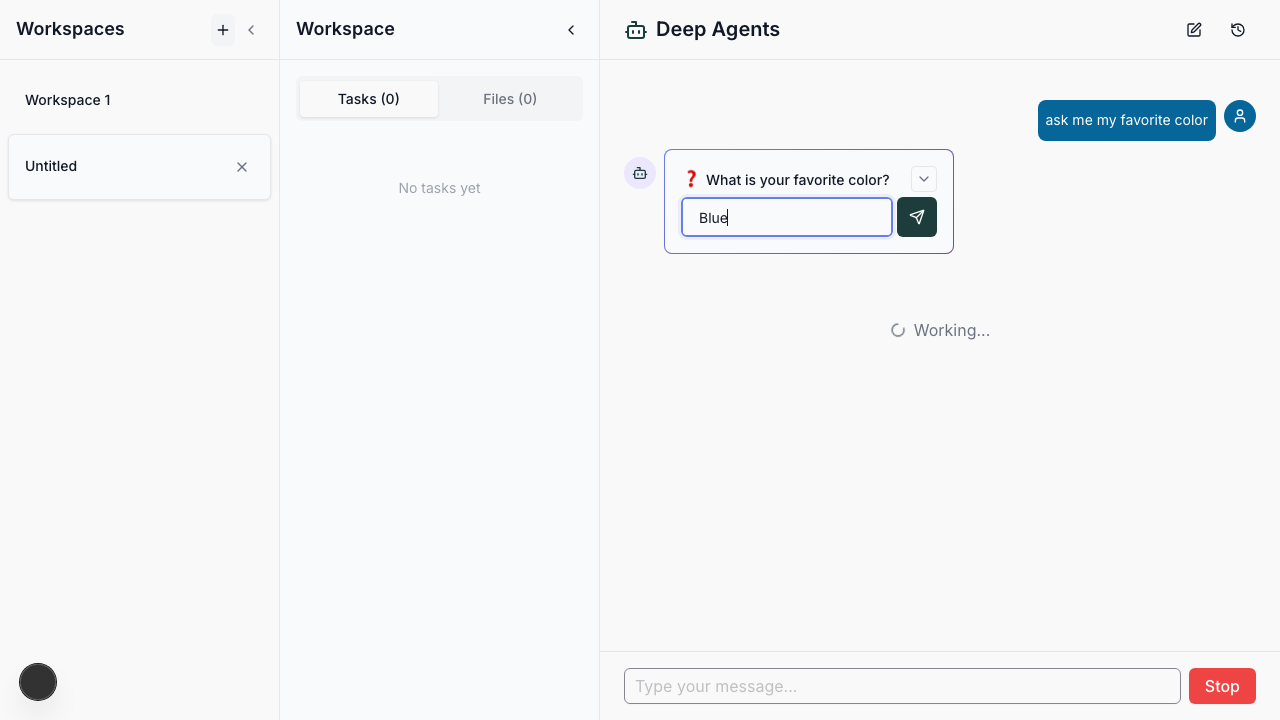 Workspaces
Workspace 1
Untitled
Workspace
Tasks (0)
Files (0)
No tasks yet
Deep Agents
ask me my favorite color
❓ What is your favorite color?
Blue
Working...
Type your message...
Stop